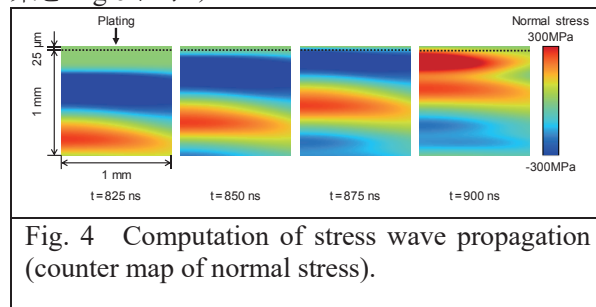 Plating
Normal stress
300MPa
25 μm
1 mm
-300MPa
1 mm
t=825 ns
t=850 ns
t=875 ns
t=900 ns
Fig. 4 Computation of stress wave propagation
(counter map of normal stress).